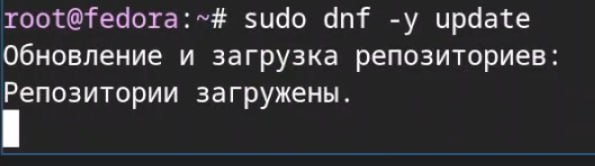 root@fedora:~# sudo dnf -y update
Обновление и загрузка репозиториев:
Репозитории загружены.